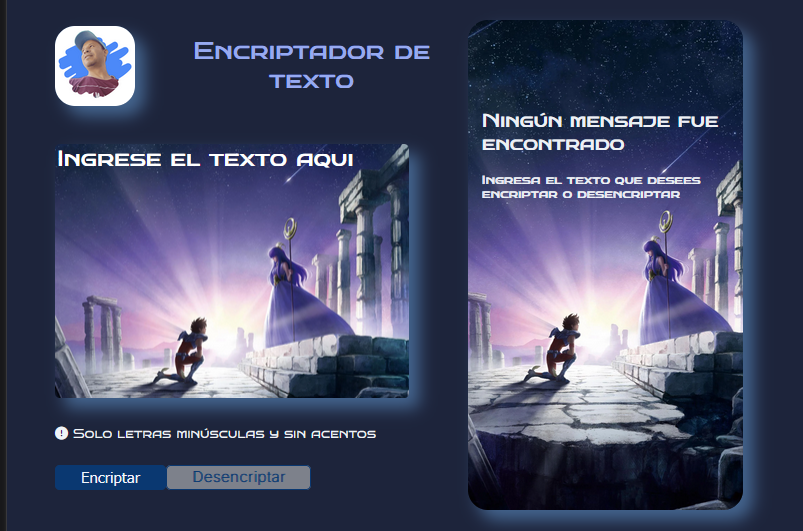 Encriptador de
texto
Ingrese el texto aqui
Ningún mensaje fue
encontrado
Ingresa el texto que desees
encriptar o desencriptar
Solo letras minúsculas y sin acentos
Encriptar
Desencriptar